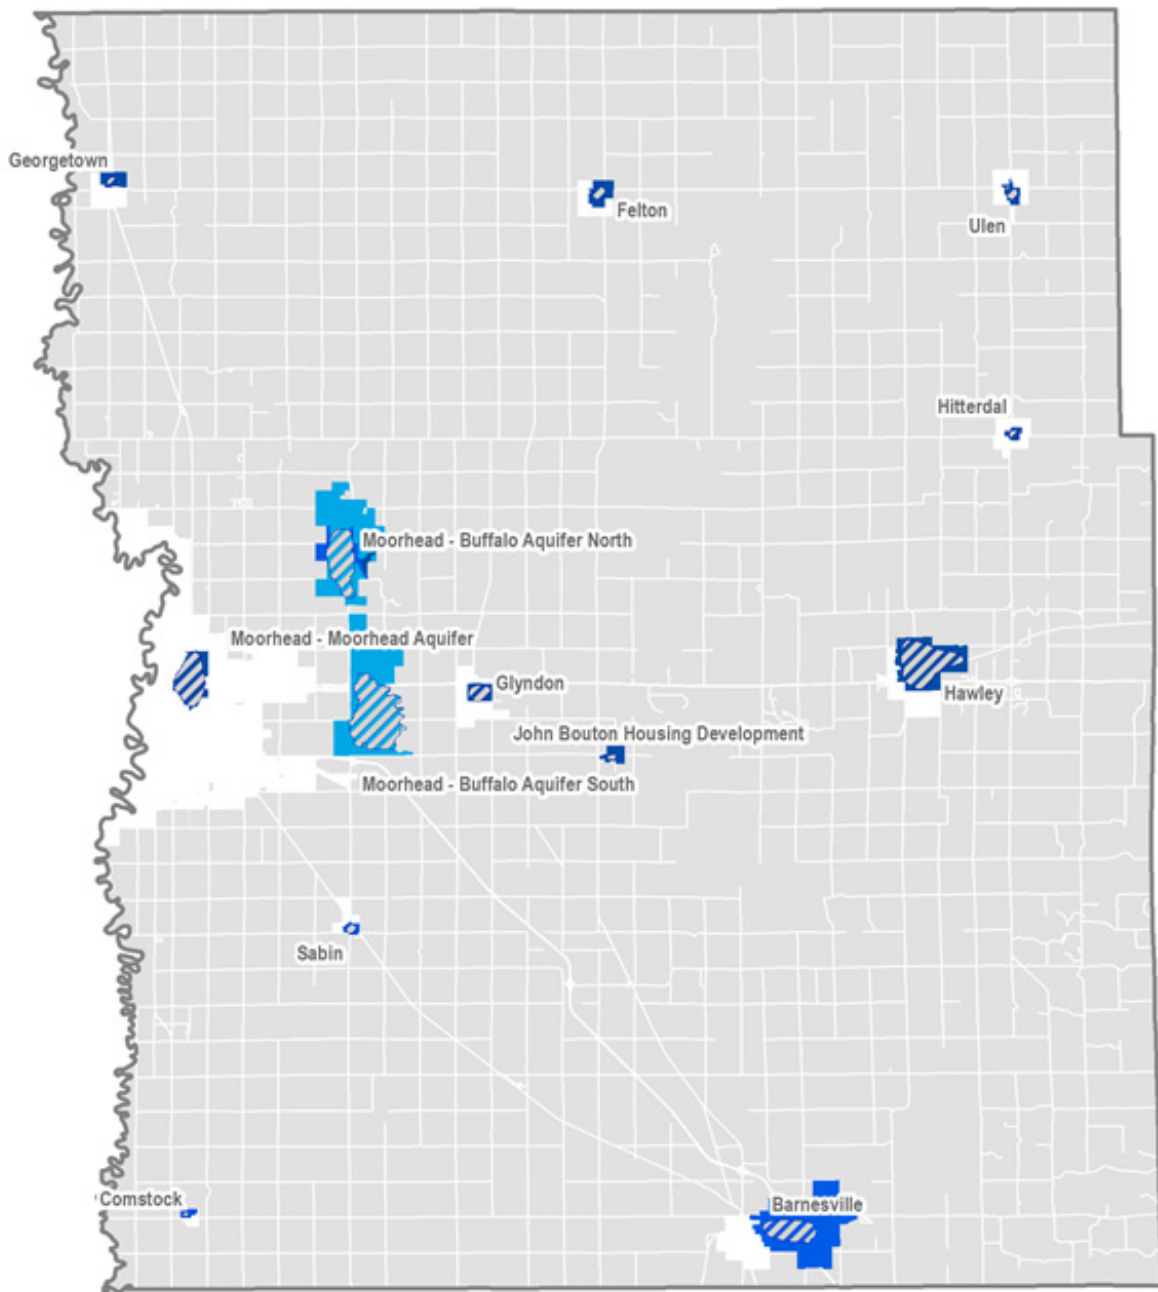 Georgetown
Felton
Ulen
Hitterdal
Moorhead - Buffalo Aquifer North
Moorhead - Moorhead Aquifer
Glyndon
Hawley
John Bouton Housing Development
Moorhead - Buffalo Aquifer South
Sabin
Comstock
Barnesville